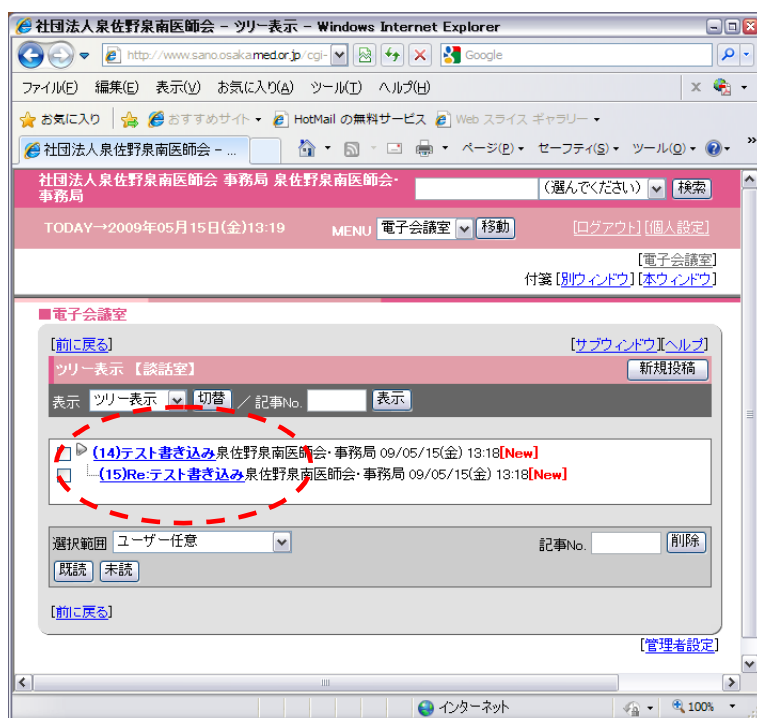 社団法人泉佐野泉南医師会 - ツリー表示 - Windows Internet Explorer
http://www.sano.osaka.med.or.jp/cgi-
Google
ファイル(F) 編集(E) 表示(V) お気に入り(A) ツール(T) ヘルプ(H)
お気に入り おすすめサイト HotMail の無料サービス Web スライス ギャラリー
社団法人泉佐野泉南医師会 - ... ページ(P) セーフティ(S) ツール(O)
社団法人泉佐野泉南医師会 事務局 泉佐野泉南医師会・
事務局
(選んでください) 検索
TODAY→2009年05月15日(金)13:19 MENU 電子会議室 移動 [ログアウト] [個人設定]
[電子会議室]
付箋 [別ウィンドウ] [本ウィンドウ]
■電子会議室
[前に戻る] [サブウィンドウ][ヘルプ]
ツリー表示 【談話室】 新規投稿
表示 ツリー表示 切替 / 記事No. 表示
(14)テスト書き込み泉佐野泉南医師会・事務局 09/05/15(金) 13:18[New]
(15)Re:テスト書き込み泉佐野泉南医師会・事務局 09/05/15(金) 13:18[New]
選択範囲 ユーザー任意 記事No. 削除
既読 未読
[前に戻る]
[管理者設定]
インターネット 100%